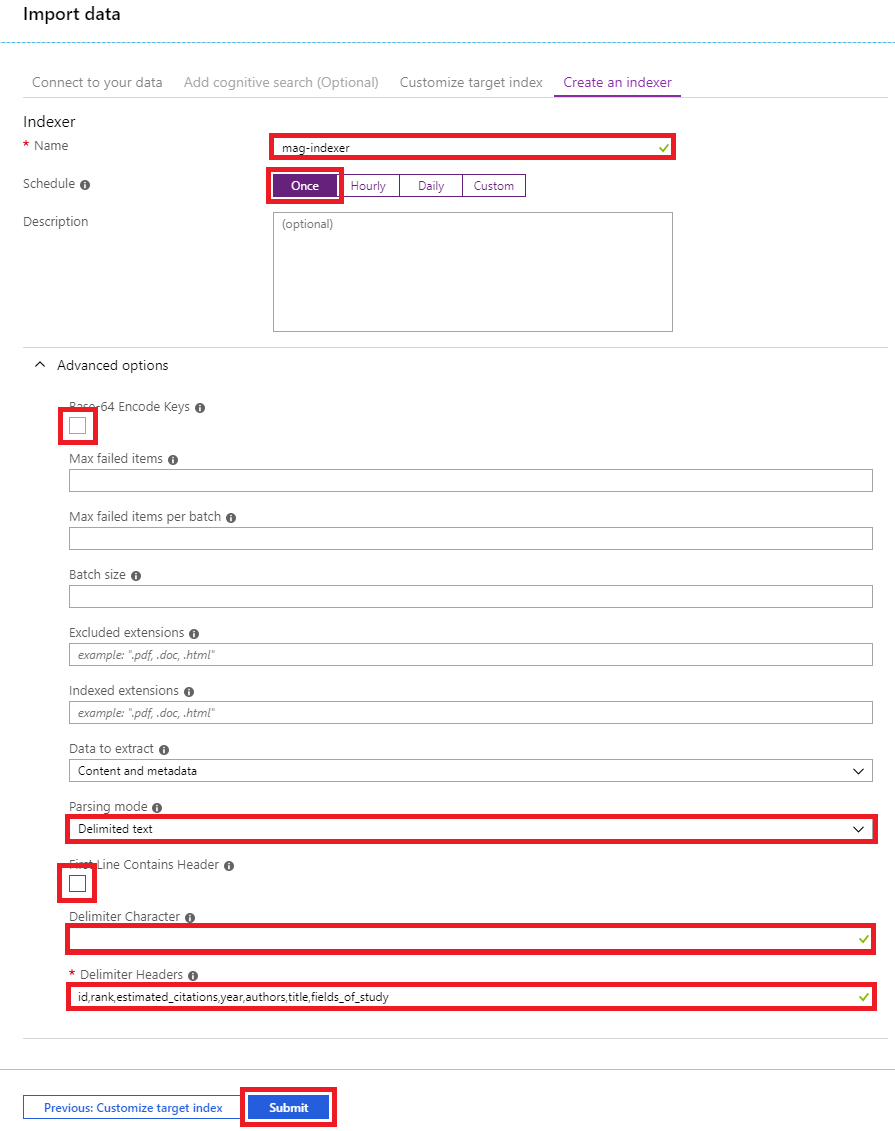 Import data
Connect to your data Add cognitive search (Optional) Customize target index Create an indexer
Indexer
* Name
mag-indexer
Schedule
Once Hourly Daily Custom
Description
(optional)
Advanced options
Base-64 Encode Keys
Max failed items
Max failed items per batch
Batch size
Excluded extensions
example: ".pdf, .doc, .html"
Indexed extensions
example: ".pdf, .doc, .html"
Data to extract
Content and metadata
Parsing mode
Delimited text
First Line Contains Header
Delimiter Character
* Delimiter Headers
id,rank,estimated_citations,year,authors,title,fields_of_study
Previous: Customize target index Submit